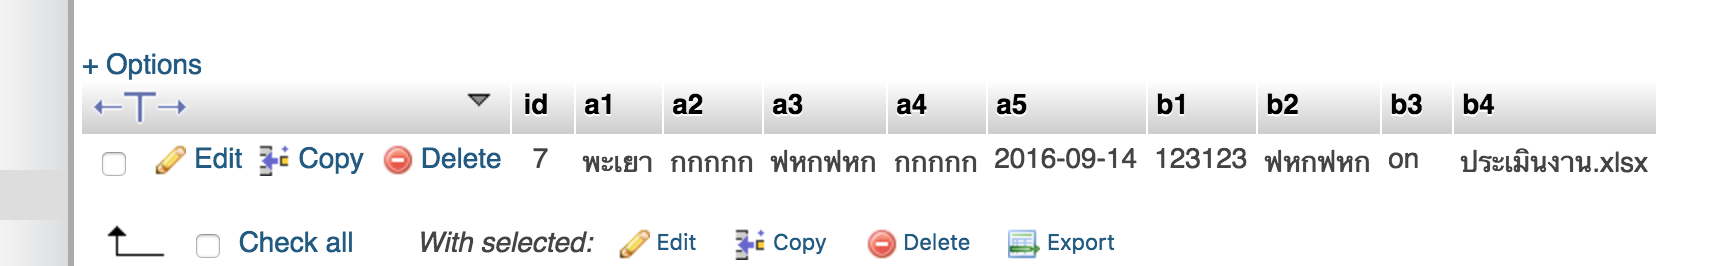 + Options
id a1 a2 a3 a4 a5 b1 b2 b3 b4
Edit Copy Delete 7 พะเยา กกกกก ฟหกฟหก กกกกก 2016-09-14 123123 ฟหกฟหก on ประเมินงาน.xlsx
Check all With selected: Edit Copy Delete Export